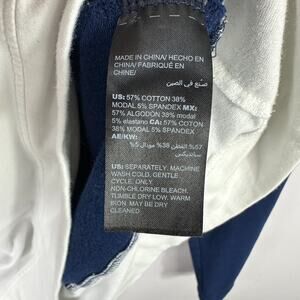 MADE IN CHINA/ HECHO EN
CHINA/ FABRIQUÉ EN
CHINE/
صنع في الصين
US: 57% COTTON 38%
MODAL 5% SPANDEX MX:
57% ALGODÓN 38% modal
5% elastano CA: 57% COTON
38% MODAL 5% SPANDEX
AE/KW:
57% القطن 38% مودال 5%
سباندیکس
US: SEPARATELY, MACHINE
WASH COLD, GENTLE
CYCLE, ONLY
NON-CHLORINE BLEACH,
TUMBLE DRY LOW, WARM
IRON, MAY BE DRY
CLEANED